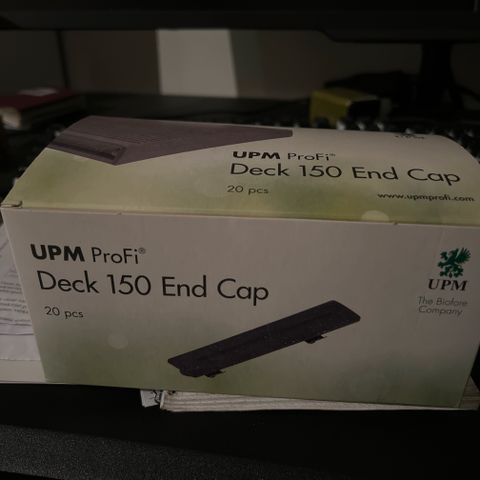 UPM ProFi®
Deck 150 End Cap
20 pcs
www.upmprofi.com
UPM ProFi®
Deck 150 End Cap
20 pcs
UPM
The Biofore
Company